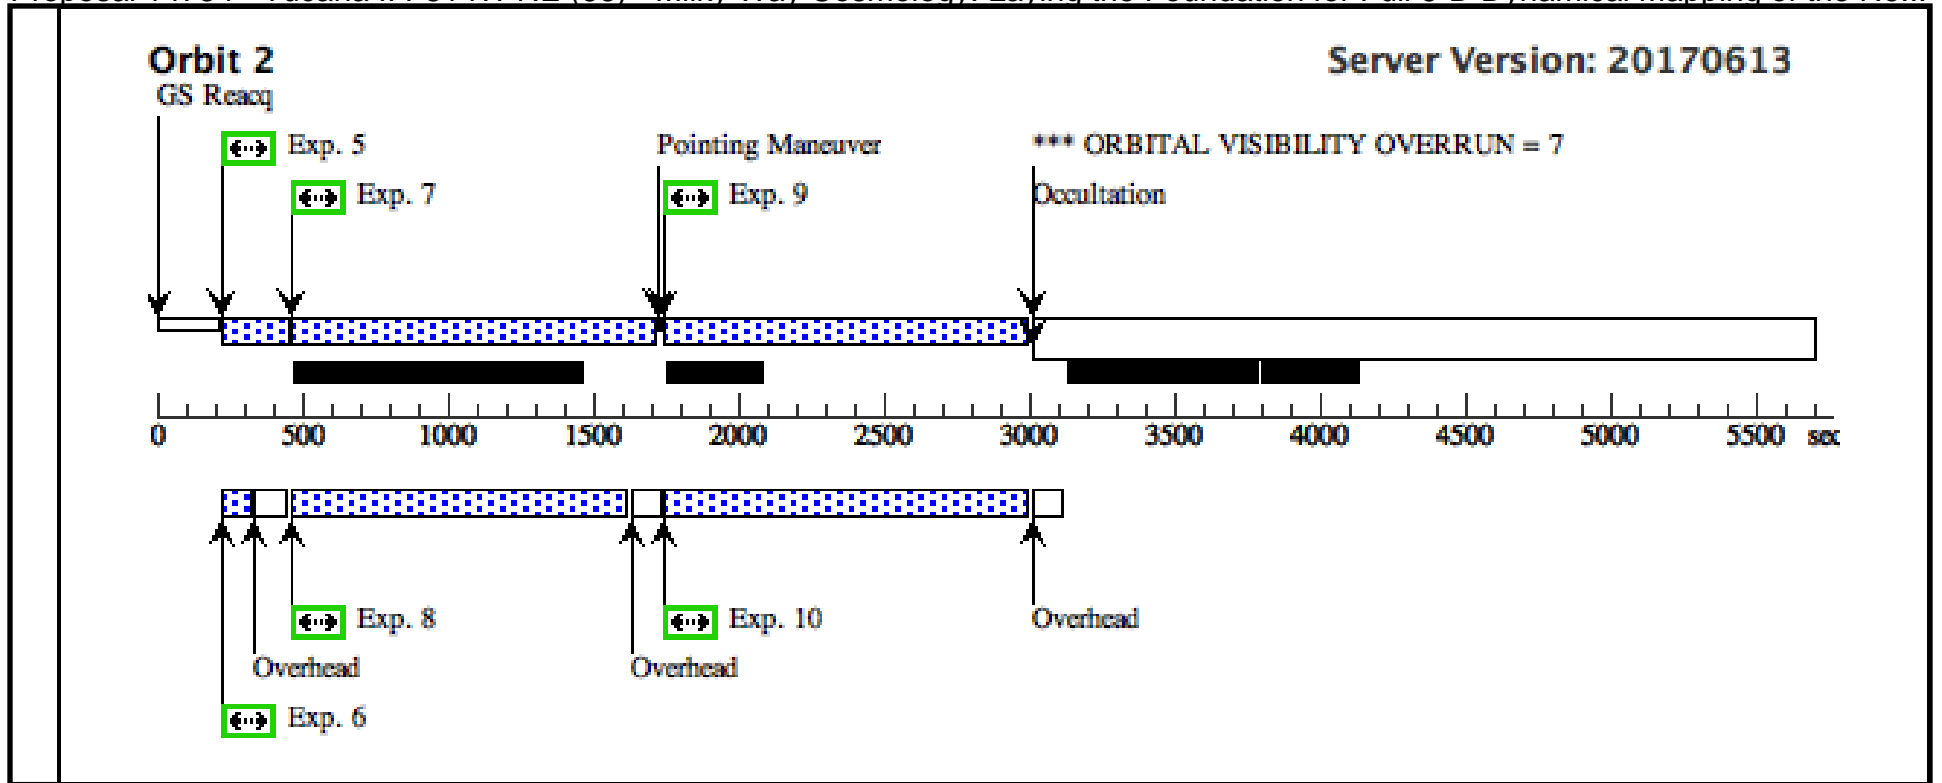 Orbit 2
Server Version: 20170613
GS Reacq
Exp. 5
Pointing Maneuver
*** ORBITAL VISIBILITY OVERRUN = 7
Exp. 7
Exp. 9
Occultation
0 500 1000 1500 2000 2500 3000 3500 4000 4500 5000 5500 sec
Exp. 8
Exp. 10
Overhead
Overhead
Overhead
Exp. 6